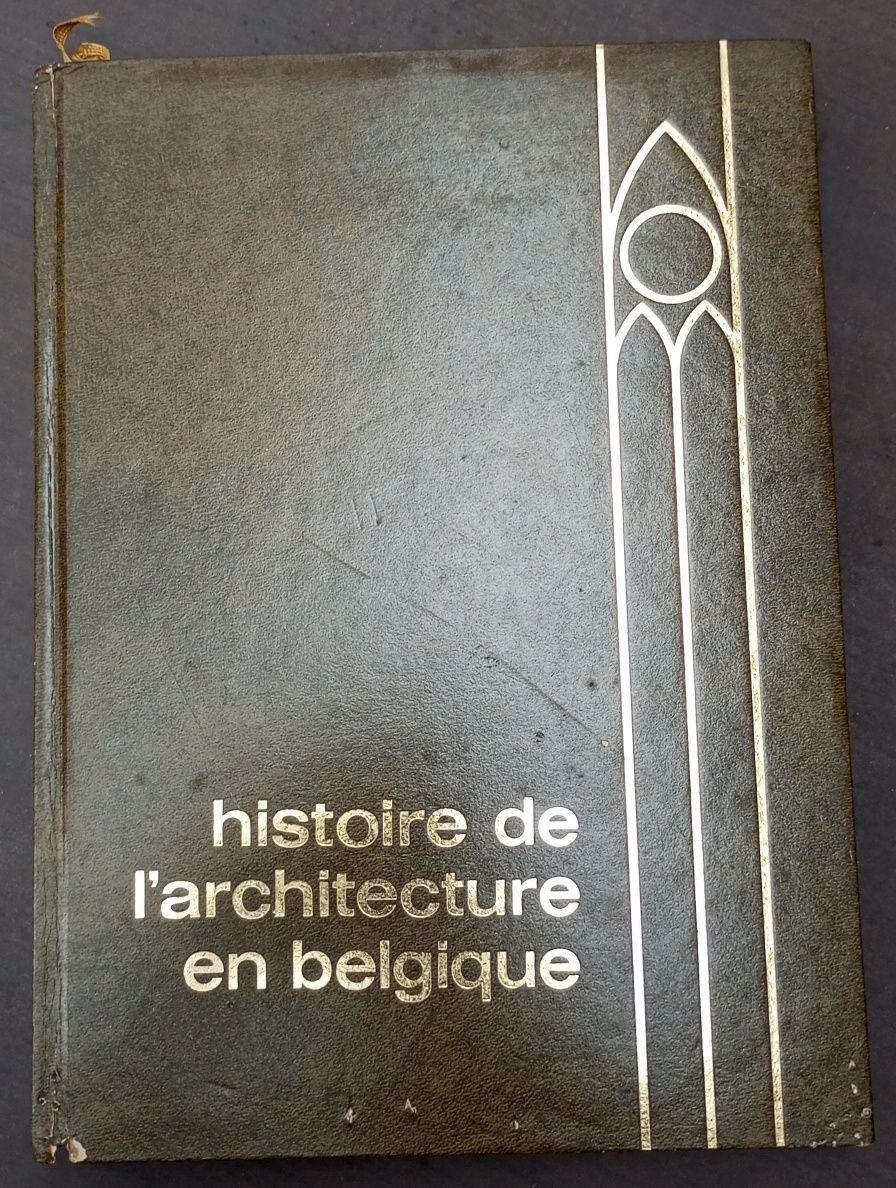 histoire de
l'architecture
en belgique